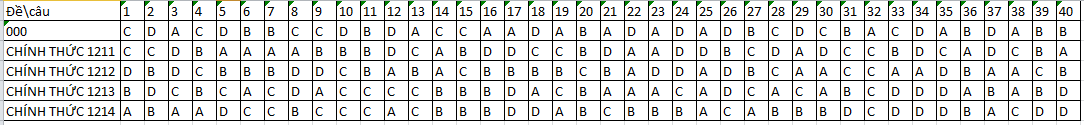 Đề\câu 1 2 3 4 5 6 7 8 9 10 11 12 13 14 15 16 17 18 19 20 21 22 23 24 25 26 27 28 29 30 31 32 33 34 35 36 37 38 39 40
000 C D A C D B B C C D B D A C C A A D A B A D A D A D B C D C B A C D A B D A B B
CHÍNH THỨC 1211 C C D B A A A A B B B D C A B D D C C B D A A D D B C D A D C C B D C A D C B A
CHÍNH THỨC 1212 D B D C B B B D D C B A B A C B B B B C B A D D A D B C A A C C A A D B A A C B
CHÍNH THỨC 1213 B D C B C A C D A C C C C B B B D A C B A A A C A D C A C A B C D D D A B A B D
CHÍNH THỨC 1214 A B A A D C C B C C C A C B B D D A B C B B B A C A B B B D C D D D D B A C D D